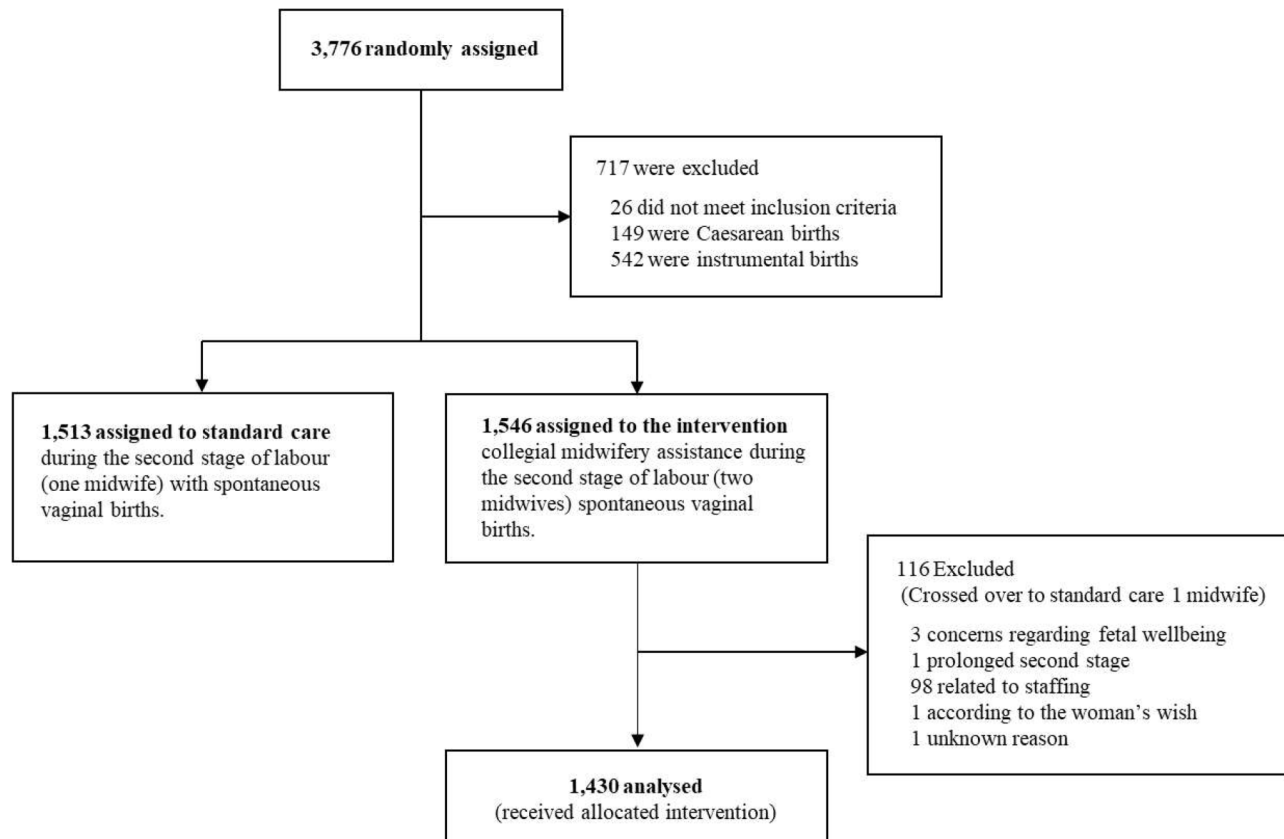 3,776 randomly assigned
717 were excluded
26 did not meet inclusion criteria
149 were Caesarean births
542 were instrumental births
1,513 assigned to standard care
during the second stage of labour
(one midwife) with spontaneous
vaginal births.
1,546 assigned to the intervention
collegial midwifery assistance during
the second stage of labour (two
midwives) spontaneous vaginal
births.
116 Excluded
(Crossed over to standard care 1 midwife)
3 concerns regarding fetal wellbeing
1 prolonged second stage
98 related to staffing
1 according to the woman’s wish
1 unknown reason
1,430 analysed
(received allocated intervention)